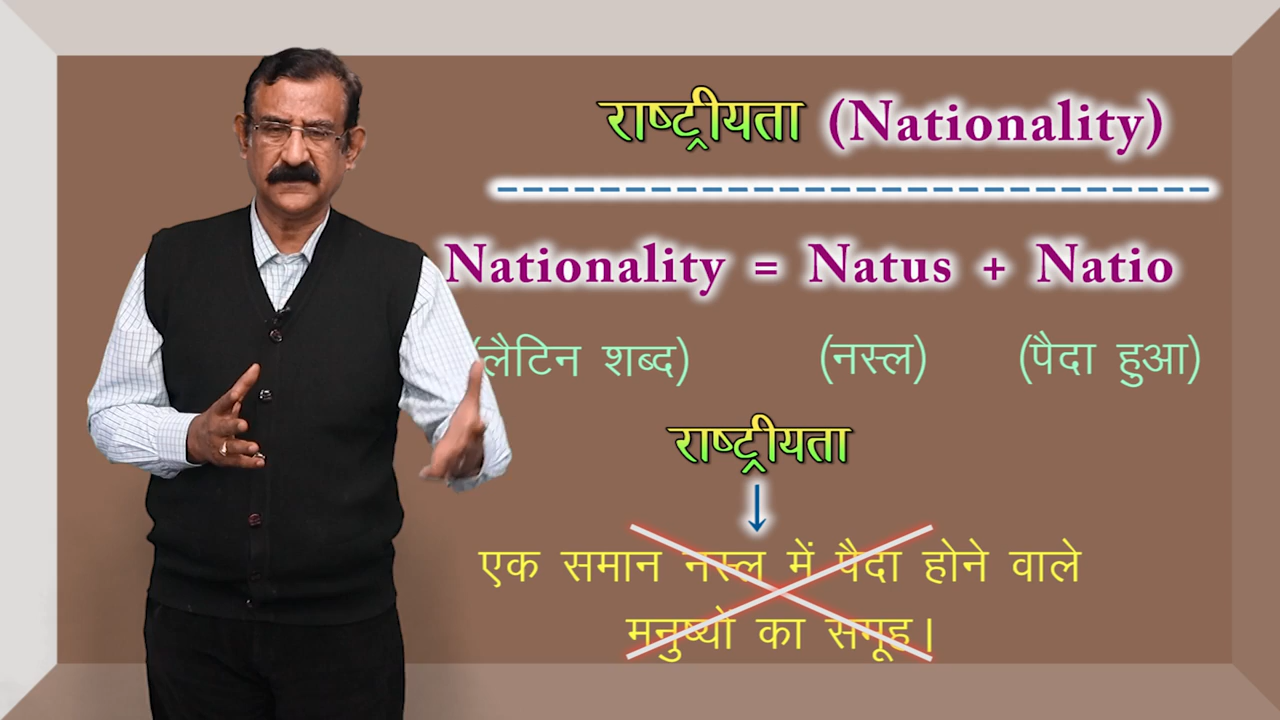 राष्ट्रीयता (Nationality)
Nationality = Natus + Natio
(लैटिन शब्द) (नस्ल) (पैदा हुआ)
राष्ट्रीयता
↓
एक समान नस्ल में पैदा होने वाले
मनुष्यों का समूह।